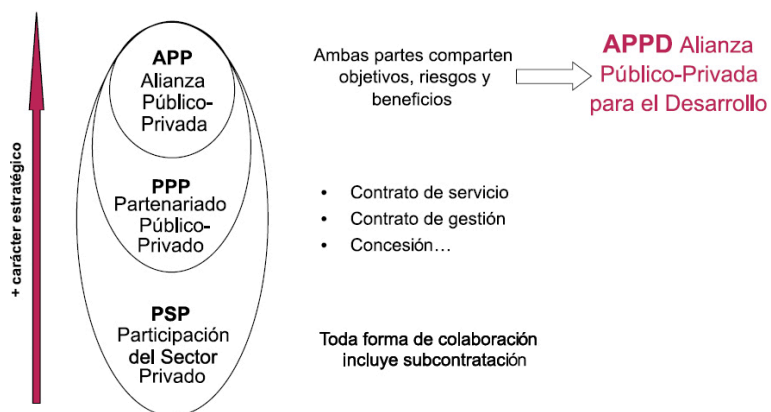 APP
Alianza
Público-
Privada
Ambas partes comparten
objetivos, riesgos y
beneficios
APPD Alianza
Público-Privada
para el Desarrollo
+ carácter estratégico
PPP
Partenariado
Público-
Privado
• Contrato de servicio
• Contrato de gestión
• Concesión…
PSP
Participación
del Sector
Privado
Toda forma de colaboración
incluye subcontratación